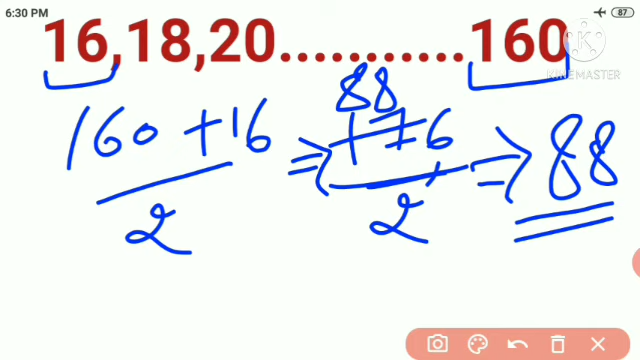 6:30 PM 87
16,18,20...........160
KINEMASTER
88
160 + 16 ⇒ 176 ⇒ 88
2 2